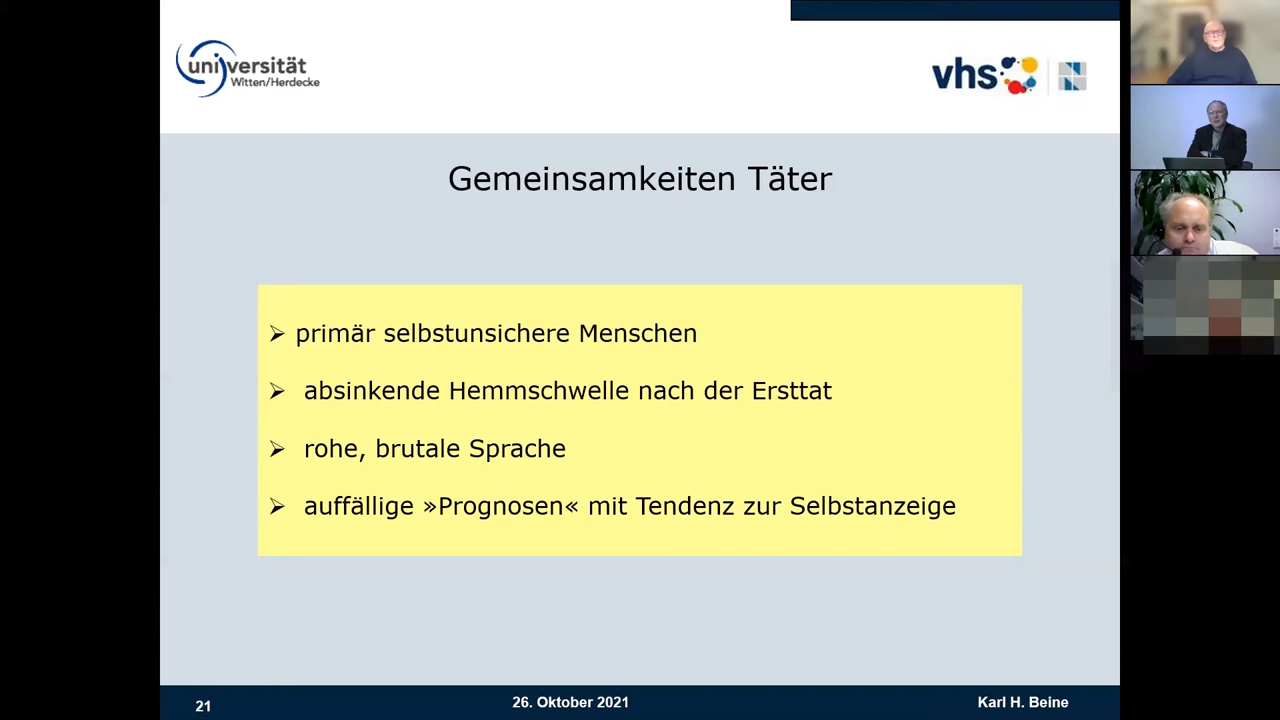 universität
Witten/Herdecke
vhs
Gemeinsamkeiten Täter
➢ primär selbstunsichere Menschen
➢ absinkende Hemmschwelle nach der Ersttat
➢ rohe, brutale Sprache
➢ auffällige »Prognosen« mit Tendenz zur Selbstanzeige
21
26. Oktober 2021
Karl H. Beine